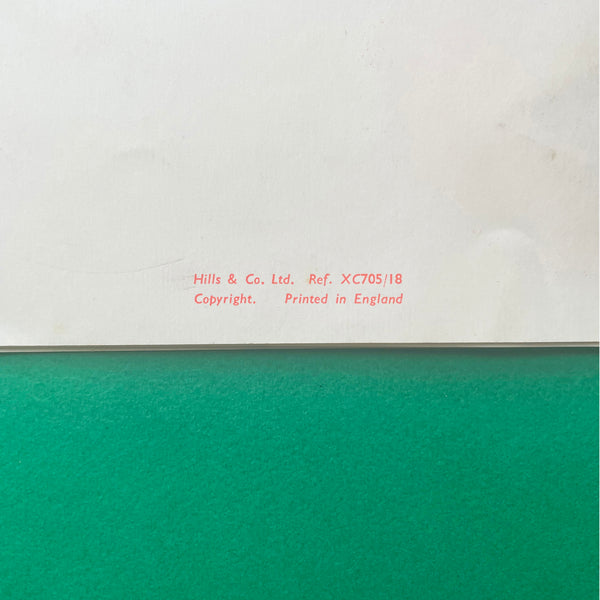 Hills & Co. Ltd. Ref. XC705/18
Copyright. Printed in England